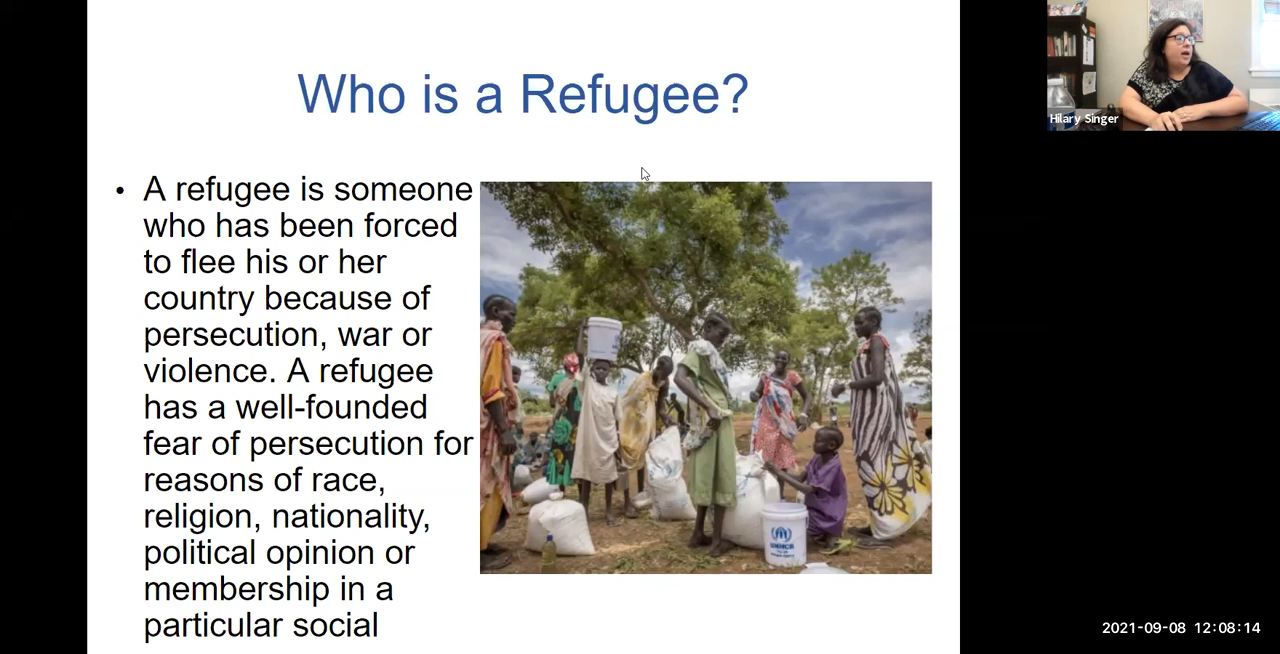 Who is a Refugee?
• A refugee is someone
who has been forced
to flee his or her
country because of
persecution, war or
violence. A refugee
has a well-founded
fear of persecution for
reasons of race,
religion, nationality,
political opinion or
membership in a
particular social
UNHCR
Hilary Singer
2021-09-08 12:08:14